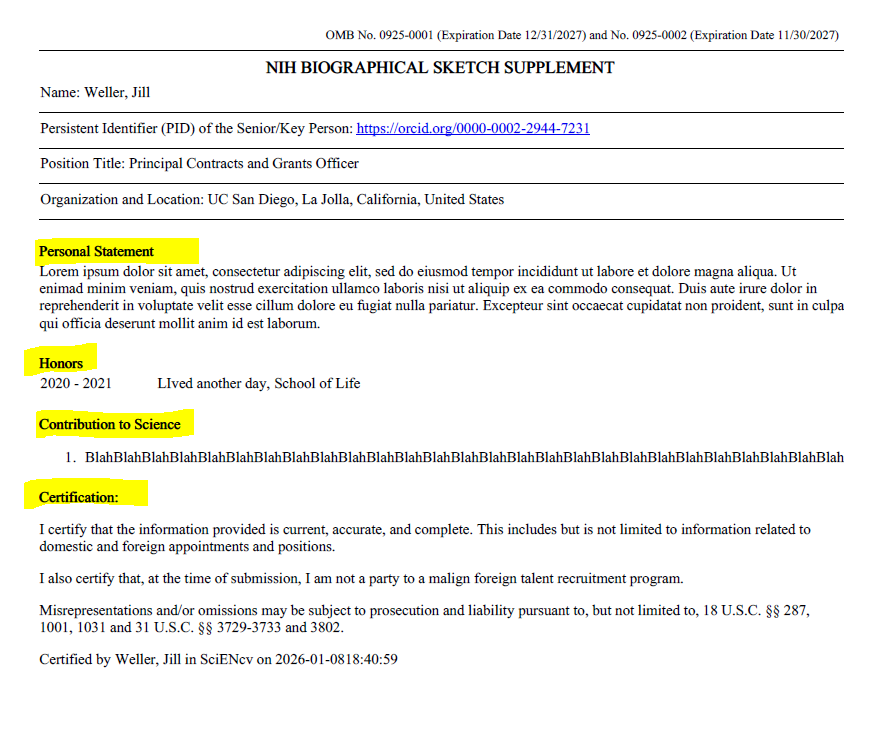 OMB No. 0925-0001 (Expiration Date 12/31/2027) and No. 0925-0002 (Expiration Date 11/30/2027)
NIH BIOGRAPHICAL SKETCH SUPPLEMENT
Name: Weller, Jill
Persistent Identifier (PID) of the Senior/Key Person: https://orcid.org/0000-0002-2944-7231
Position Title: Principal Contracts and Grants Officer
Organization and Location: UC San Diego, La Jolla, California, United States
Personal Statement
Lorem ipsum dolor sit amet, consectetur adipiscing elit, sed do eiusmod tempor incididunt ut labore et dolore magna aliqua. Ut
enimad minim veniam, quis nostrud exercitation ullamco laboris nisi ut aliquip ex ea commodo consequat. Duis aute irure dolor in
reprehenderit in voluptate velit esse cillum dolore eu fugiat nulla pariatur. Excepteur sint occaecat cupidatat non proident, sunt in culpa
qui officia deserunt mollit anim id est laborum.
Honors
2020 - 2021 LIved another day, School of Life
Contribution to Science
1. BlahBlahBlahBlahBlahBlahBlahBlahBlahBlahBlahBlahBlahBlahBlahBlahBlahBlahBlahBlahBlahBlahBlahBlahBlahBlahBlah
Certification:
I certify that the information provided is current, accurate, and complete. This includes but is not limited to information related to
domestic and foreign appointments and positions.
I also certify that, at the time of submission, I am not a party to a malign foreign talent recruitment program.
Misrepresentations and/or omissions may be subject to prosecution and liability pursuant to, but not limited to, 18 U.S.C. §§ 287,
1001, 1031 and 31 U.S.C. §§ 3729-3733 and 3802.
Certified by Weller, Jill in SciENcv on 2026-01-0818:40:59